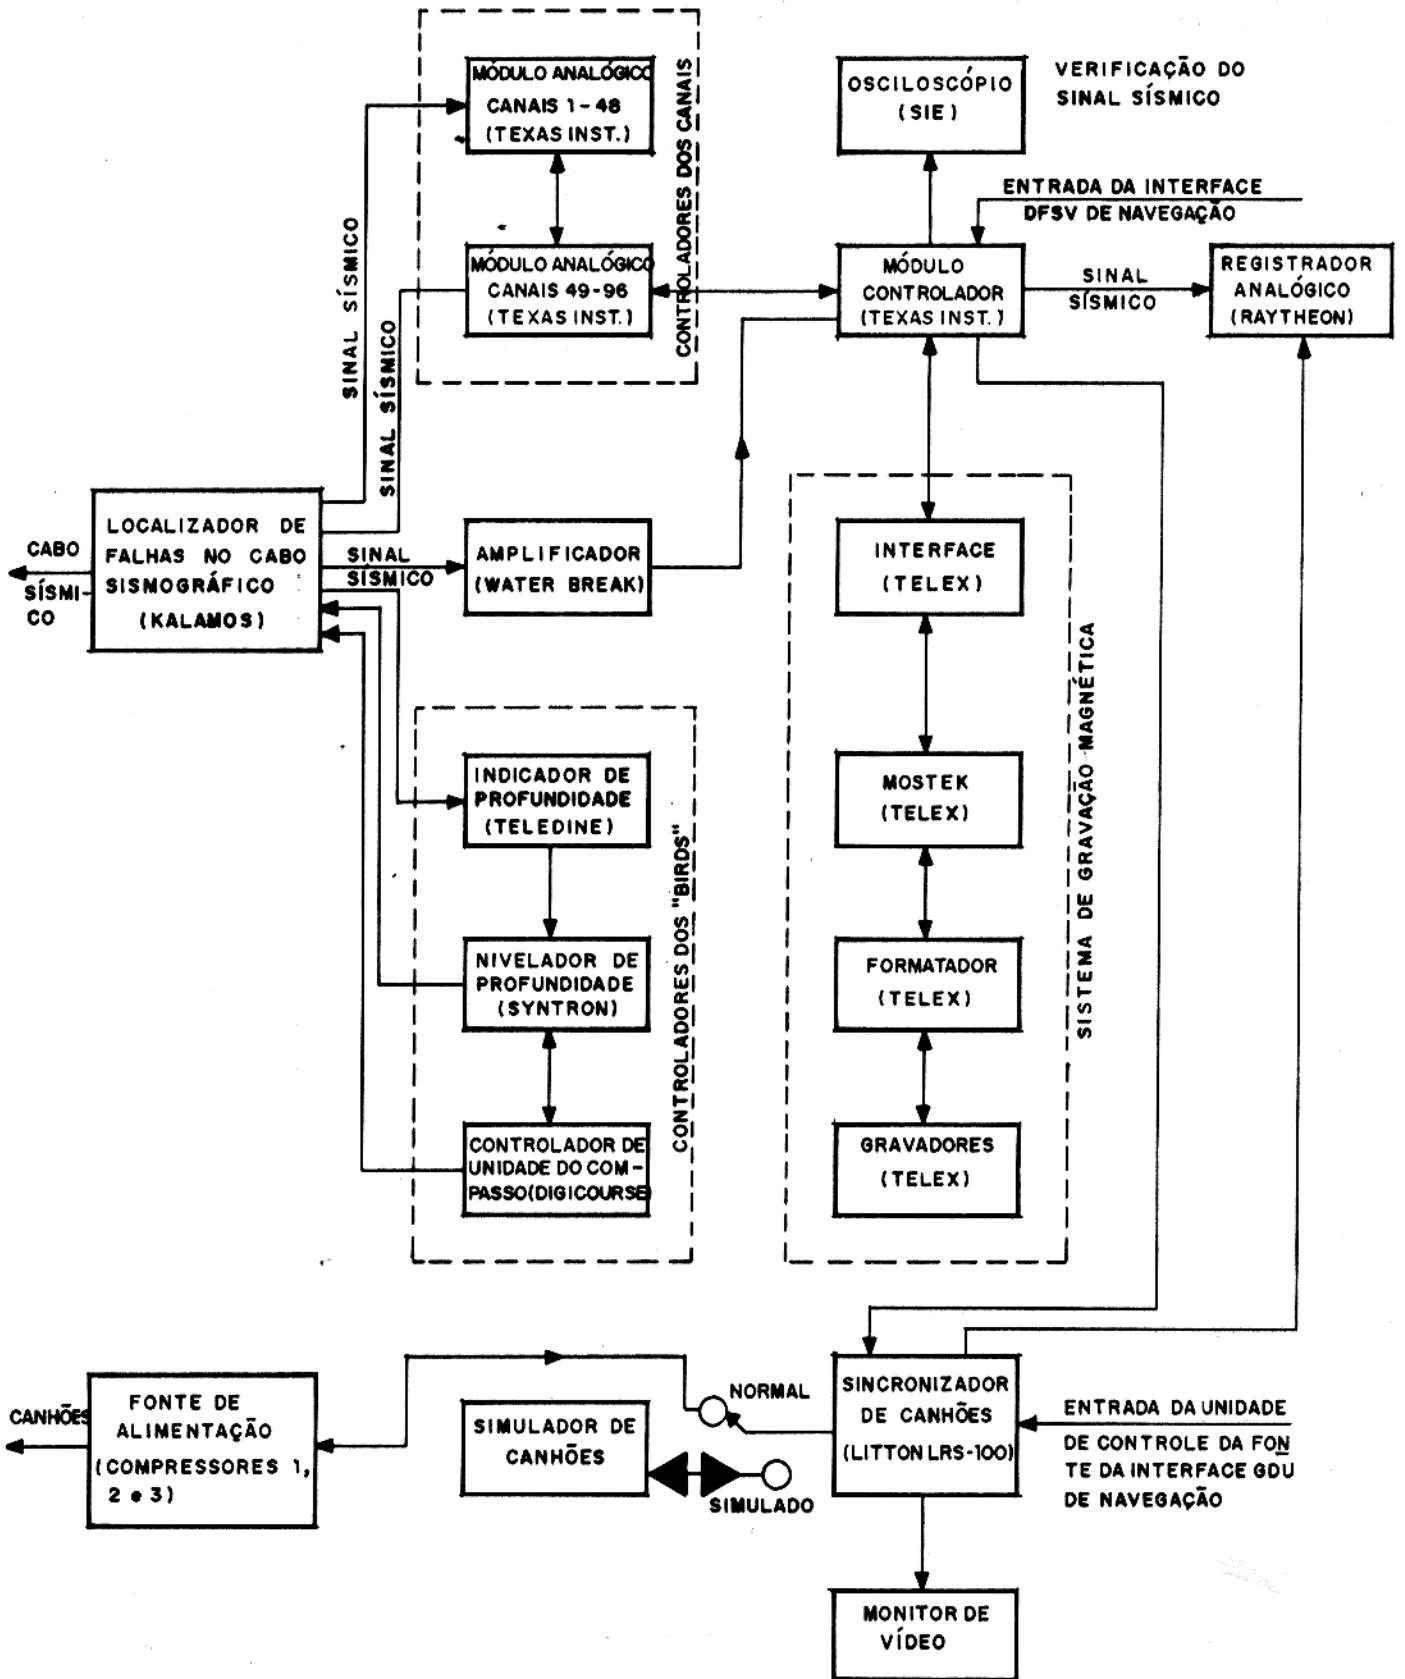 MÓDULO ANALÓGICO
CANAIS 1-48
(TEXAS INST.)
MÓDULO ANALÓGICO
CANAIS 49-96
(TEXAS INST.)
CONTROLADORES DOS CANAIS
OSCILOSCÓPIO
(SIE)
VERIFICAÇÃO DO
SINAL SÍSMICO
ENTRADA DA INTERFACE
DFSV DE NAVEGAÇÃO
MÓDULO
CONTROLADOR
(TEXAS INST.)
SINAL
SÍSMICO
REGISTRADOR
ANALÓGICO
(RAYTHEON)
SINAL SÍSMICO
SINAL SÍSMICO
CABO
SÍSMI-
CO
LOCALIZADOR DE
FALHAS NO CABO
SISMOGRÁFICO
(KALAMOS)
SINAL
SÍSMICO
AMPLIFICADOR
(WATER BREAK)
INTERFACE
(TELEX)
MOSTEK
(TELEX)
FORMATADOR
(TELEX)
GRAVADORES
(TELEX)
SISTEMA DE GRAVAÇÃO MAGNÉTICA
INDICADOR DE
PROFUNDIDADE
(TELEDINE)
NIVELADOR DE
PROFUNDIDADE
(SYNTRON)
CONTROLADOR DE
UNIDADE DO COM-
PASSO(DIGICOURSE)
CONTROLADORES DOS "BIRDS"
CANHÕES
FONTE DE
ALIMENTAÇÃO
(COMPRESSORES 1,
2 e 3)
SIMULADOR DE
CANHÕES
NORMAL
SIMULADO
SINCRONIZADOR
DE CANHÕES
(LITTON LRS-100)
ENTRADA DA UNIDADE
DE CONTROLE DA FON
TE DA INTERFACE GDU
DE NAVEGAÇÃO
MONITOR DE
VÍDEO